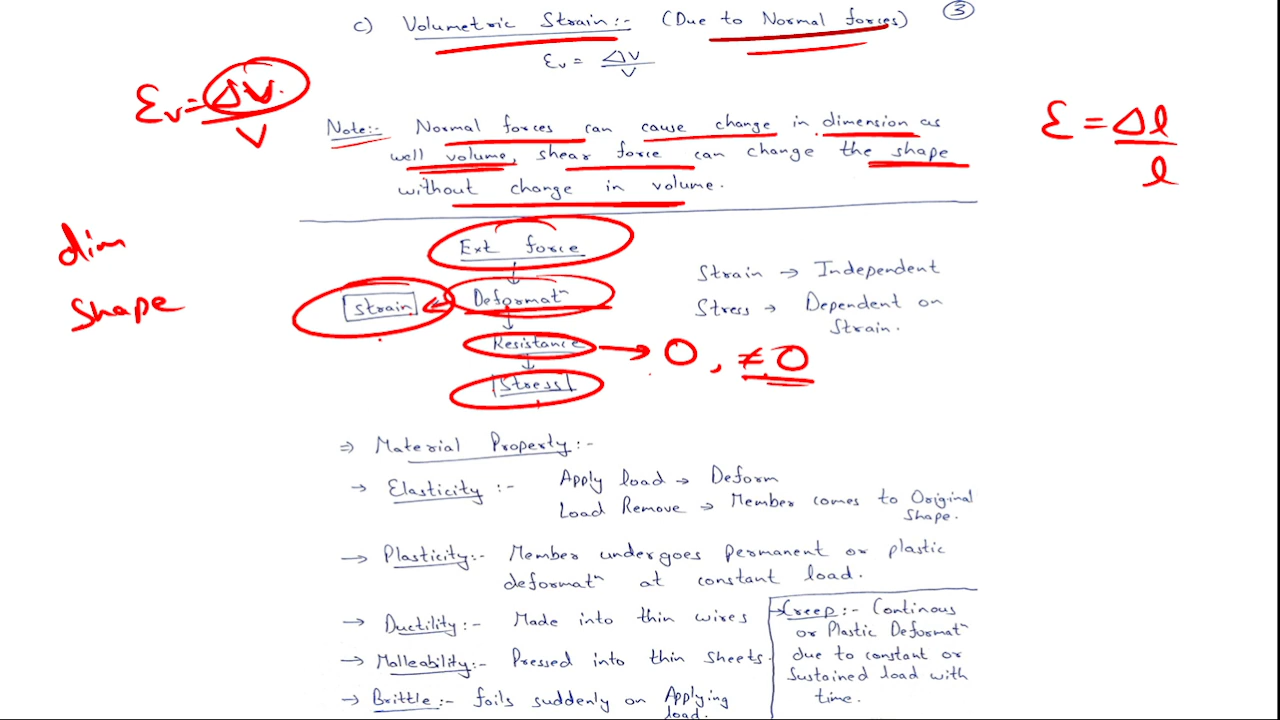 c) Volumetric Strain:- (Due to Normal forces) 3
εv = Δv/v
εv = ΔV/V
Note:- Normal forces can cause change in dimension as
well volume, shear force can change the shape
without change in volume.
ε = Δl/l
dim
Shape
Ext force
Strain → Independent
Strain ← Deformatⁿ
Stress → Dependent on
Strain.
Resistance → 0, ≠ 0
Stress
⇒ Material Property:-
→ Elasticity:- Apply load → Deform
Load Remove → Member comes to Original
Shape.
→ Plasticity:- Member undergoes permanent or plastic
deformatⁿ at constant load.
→ Ductility:- Made into thin wires
→ Malleability:- Pressed into thin sheets.
→ Brittle:- fails suddenly on Applying
load.
→ Creep:- Continous
or Plastic Deformatⁿ
due to constant or
Sustained load with
time.